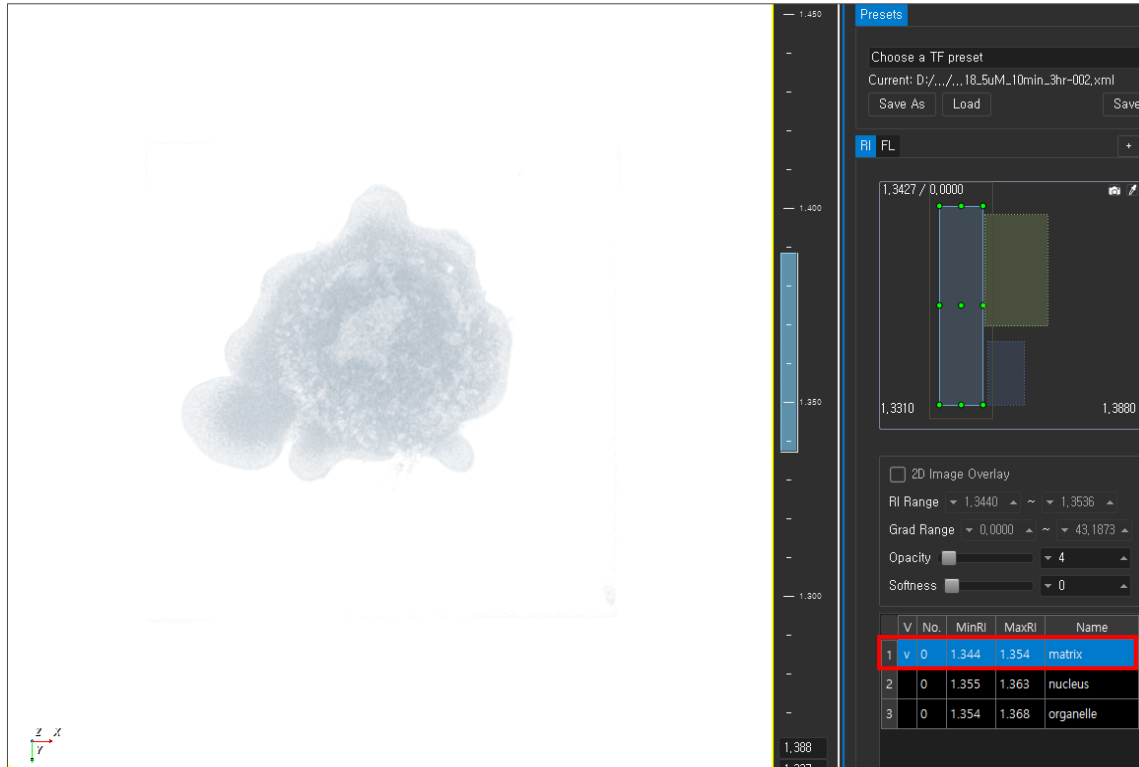 Presets
Choose a TF preset
Current: D:/.../...18_5uM_10min_3hr-002.xml
Save As Load Save
RI FL +
1.3427 / 0.0000
1.3310 1.3880
2D Image Overlay
RI Range 1.3440 ~ 1.3536
Grad Range 0.0000 ~ 43.1873
Opacity 4
Softness 0
V No. MinRI MaxRI Name
1 v 0 1.344 1.354 matrix
2 0 1.355 1.363 nucleus
3 0 1.354 1.368 organelle
1.450
1.400
1.350
1.300
1.388
Z X
Y